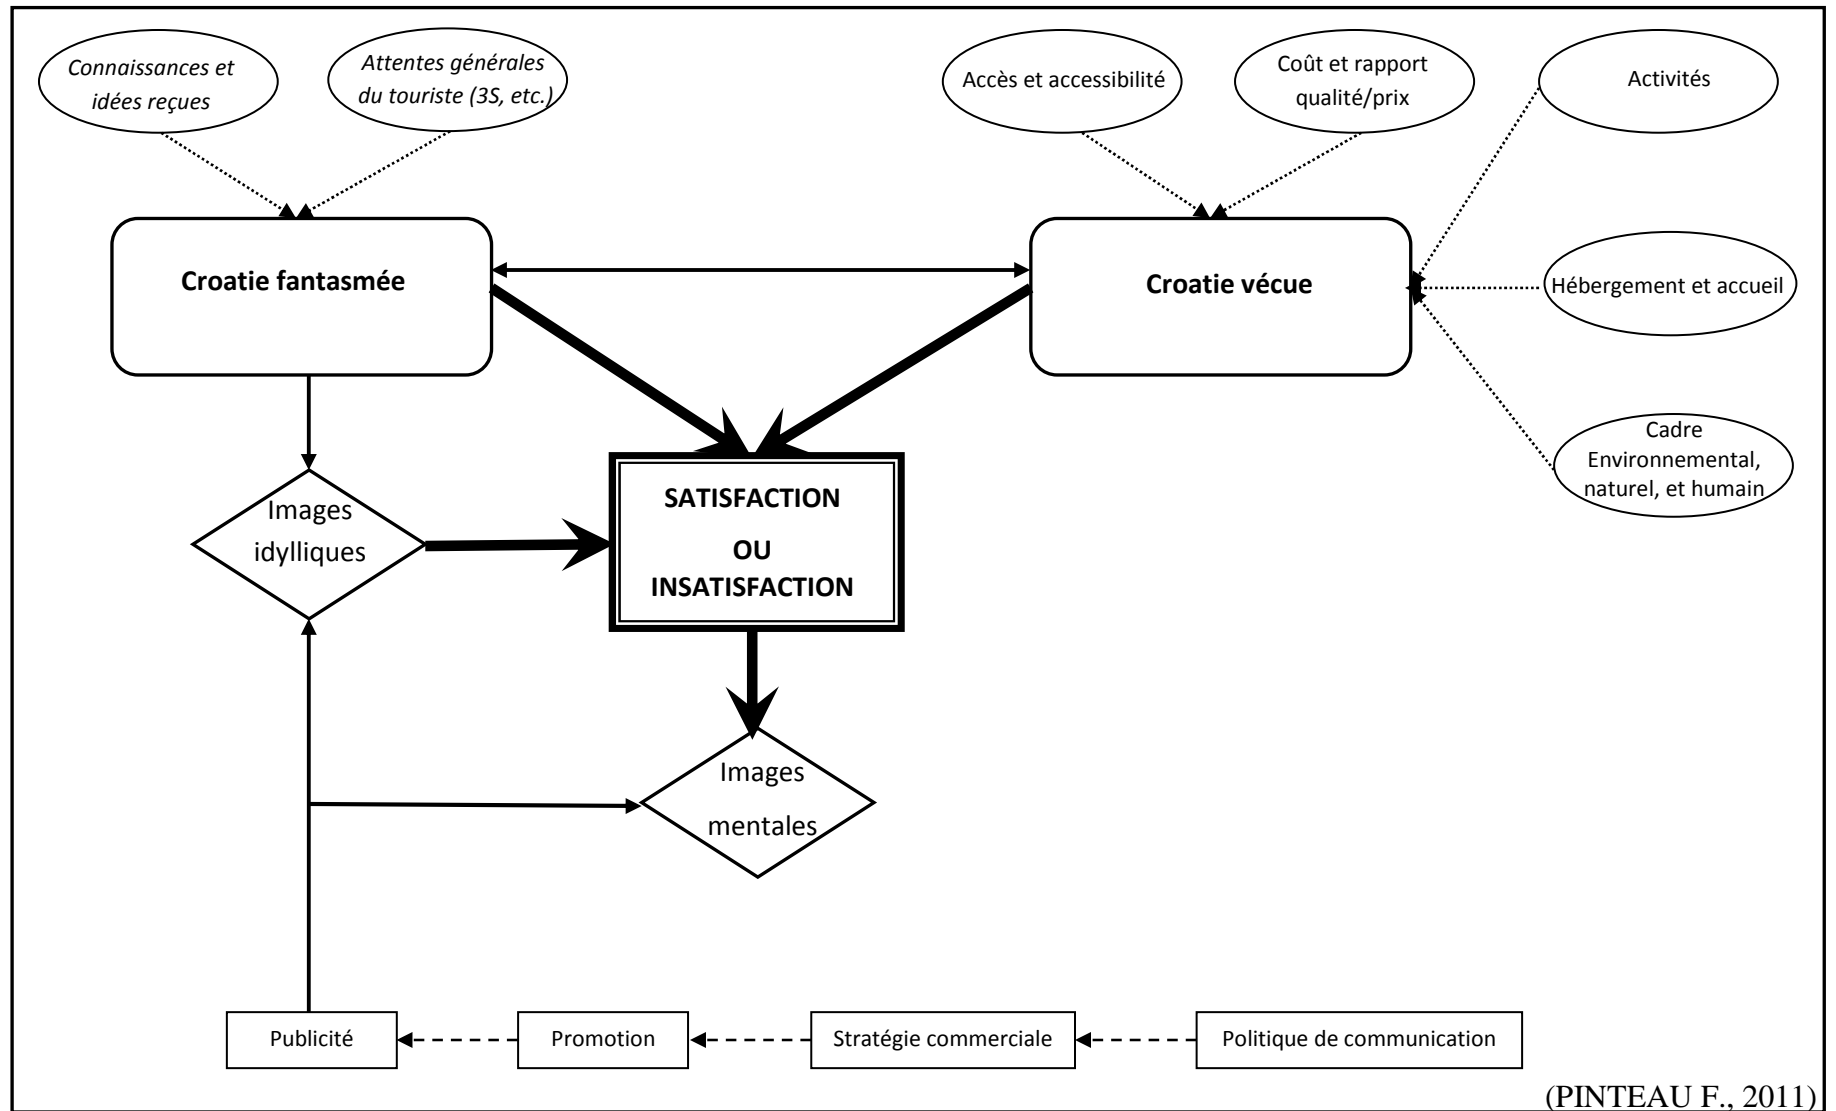 Connaissances et
idées reçues
Attentes générales
du touriste (3S, etc.)
Accès et accessibilité
Coût et rapport
qualité/prix
Activités
Croatie fantasmée
Croatie vécue
Hébergement et accueil
Cadre
Environnemental,
naturel, et humain
Images
idylliques
SATISFACTION
OU
INSATISFACTION
Images
mentales
Publicité
Promotion
Stratégie commerciale
Politique de communication
(PINTEAU F., 2011)